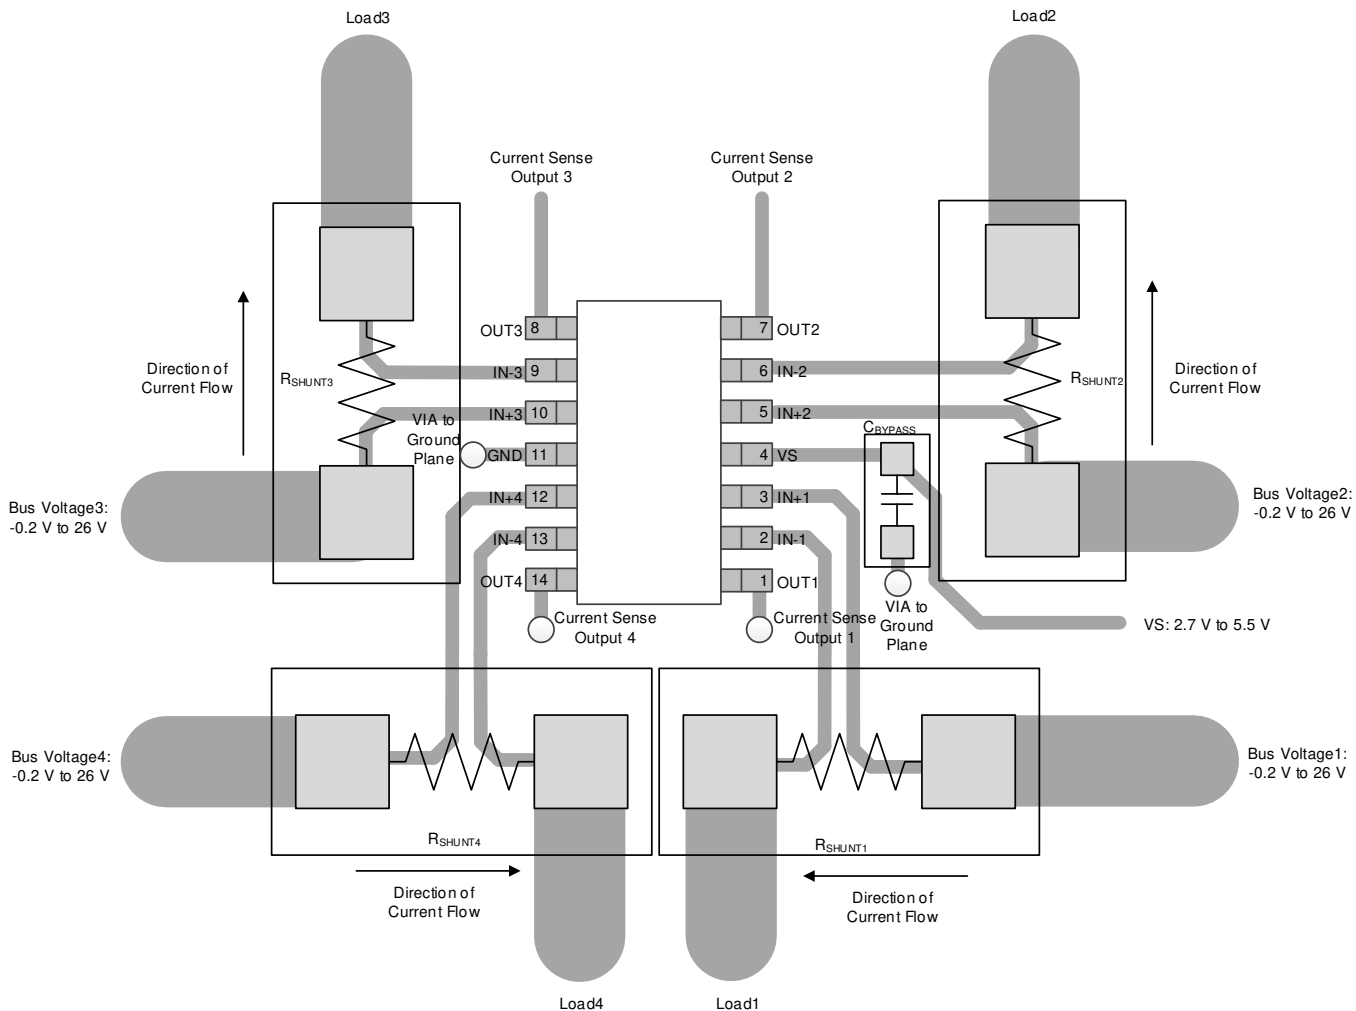 Load3
Load2
Current Sense
Output 3
Current Sense
Output 2
OUT3 8
7 OUT2
IN-3 9
6 IN-2
IN+3 10
5 IN+2
GND 11
4 VS
IN+4 12
3 IN+1
IN-4 13
2 IN-1
OUT4 14
1 OUT1
Direction of
Current Flow
RSHUNT3
VIA to
Ground
Plane
CBYPASS
RSHUNT2
Direction of
Current Flow
Bus Voltage3:
-0.2 V to 26 V
Bus Voltage2:
-0.2 V to 26 V
Current Sense
Output 4
Current Sense
Output 1
VIA to
Ground
Plane
VS: 2.7 V to 5.5 V
Bus Voltage4:
-0.2 V to 26 V
Bus Voltage1:
-0.2 V to 26 V
RSHUNT4
RSHUNT1
Direction of
Current Flow
Direction of
Current Flow
Load4
Load1